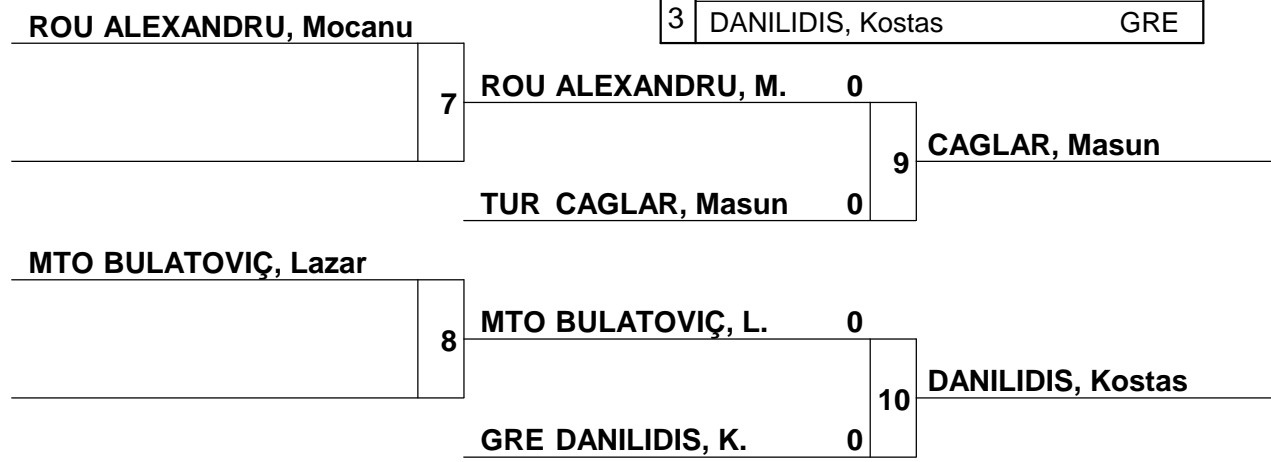 3 DANILIDIS, Kostas GRE
ROU ALEXANDRU, Mocanu
7
ROU ALEXANDRU, M. 0
9
CAGLAR, Masun
TUR CAGLAR, Masun 0
MTO BULATOVIÇ, Lazar
8
MTO BULATOVIÇ, L. 0
10
DANILIDIS, Kostas
GRE DANILIDIS, K. 0